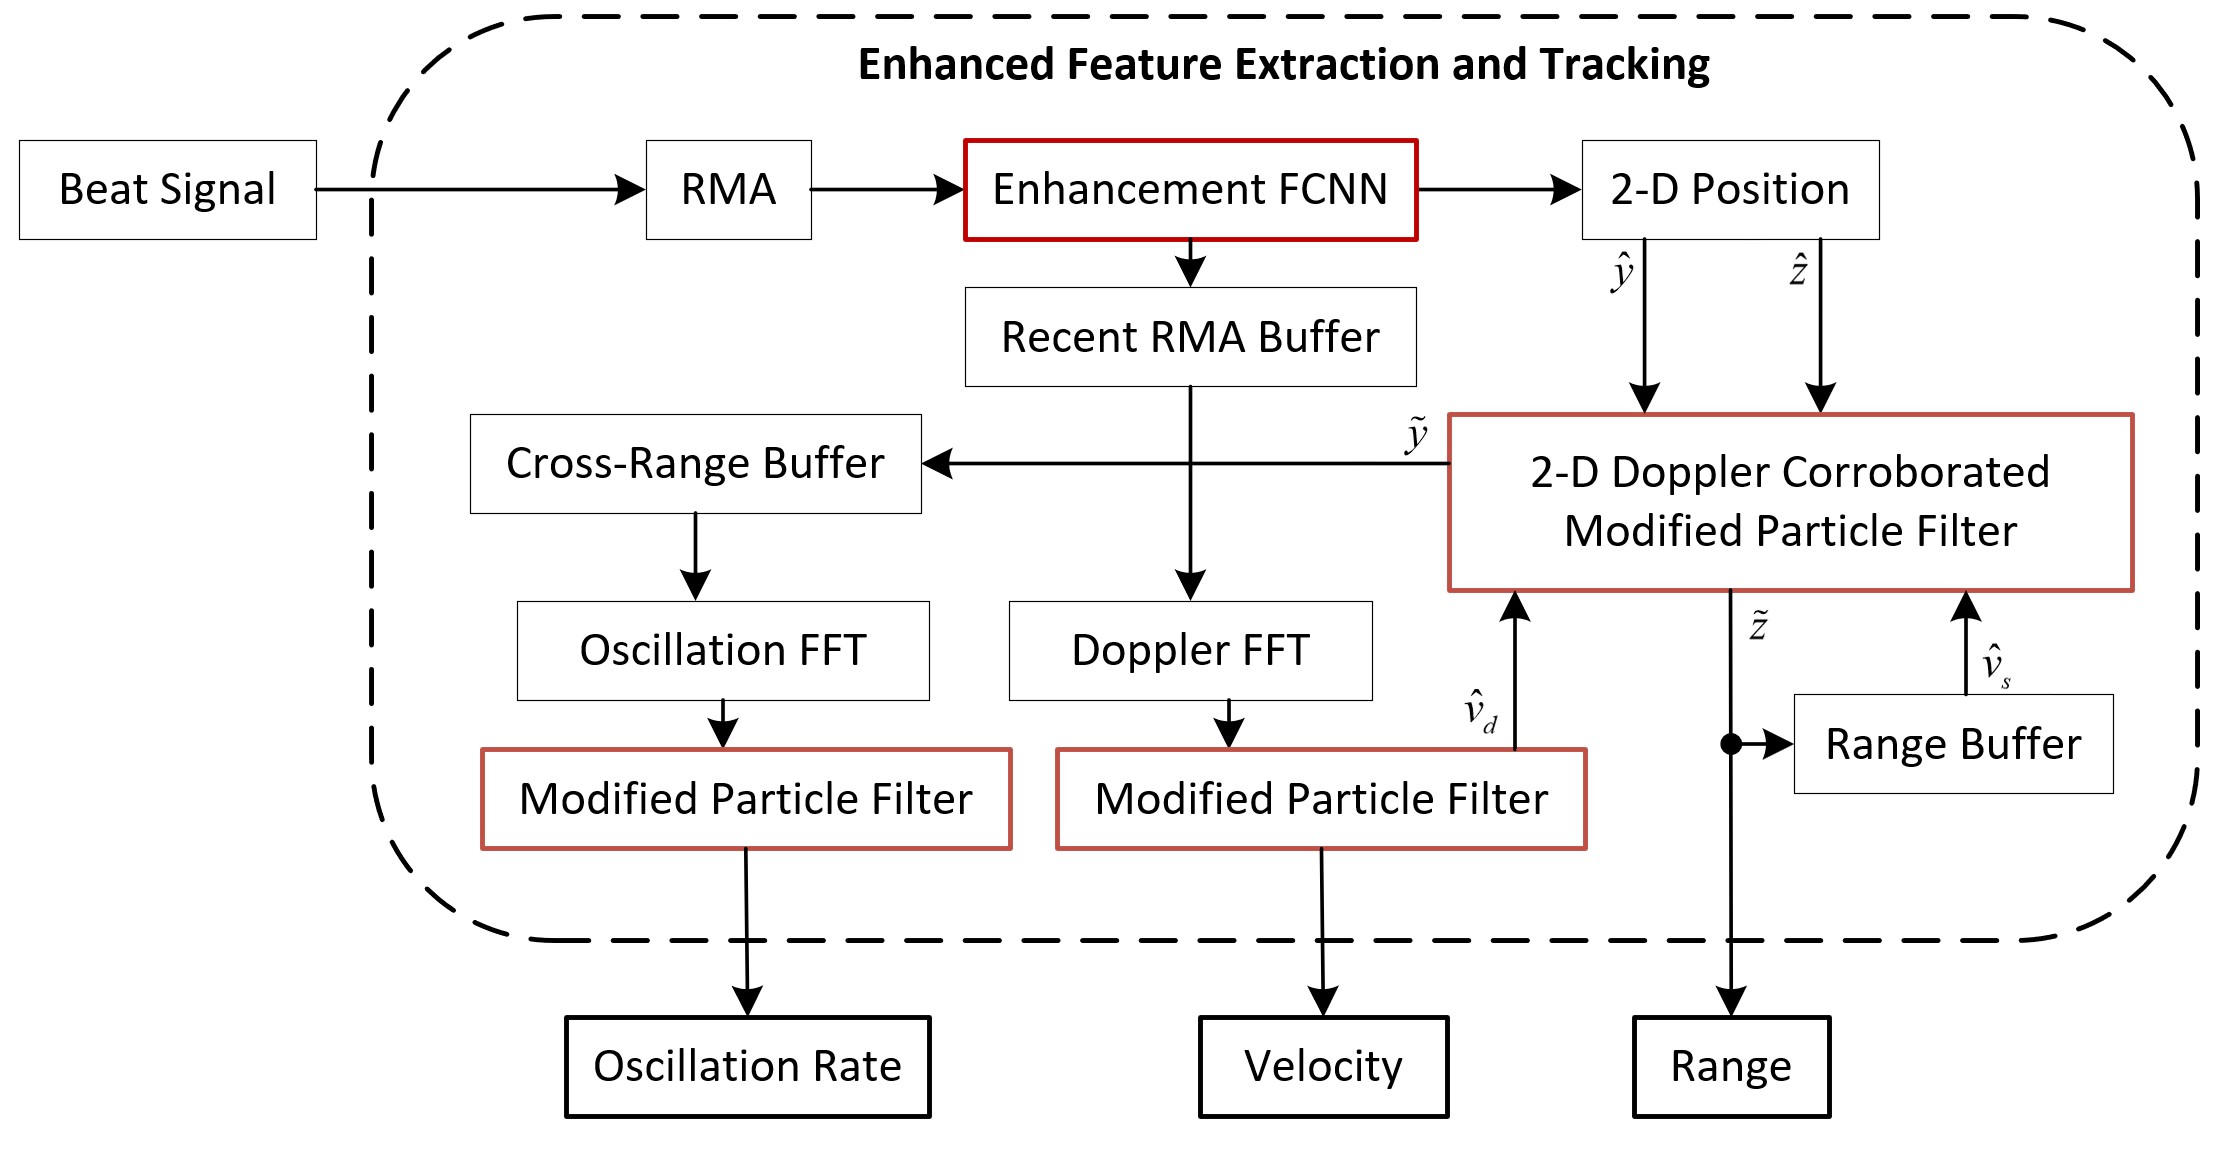 Enhanced Feature Extraction and Tracking
Beat Signal
RMA
Enhancement FCNN
2-D Position
ŷ
ẑ
Recent RMA Buffer
ỹ
Cross-Range Buffer
2-D Doppler Corroborated
Modified Particle Filter
Oscillation FFT
Doppler FFT
z̃
v̂_s
v̂_d
Range Buffer
Modified Particle Filter
Modified Particle Filter
Oscillation Rate
Velocity
Range